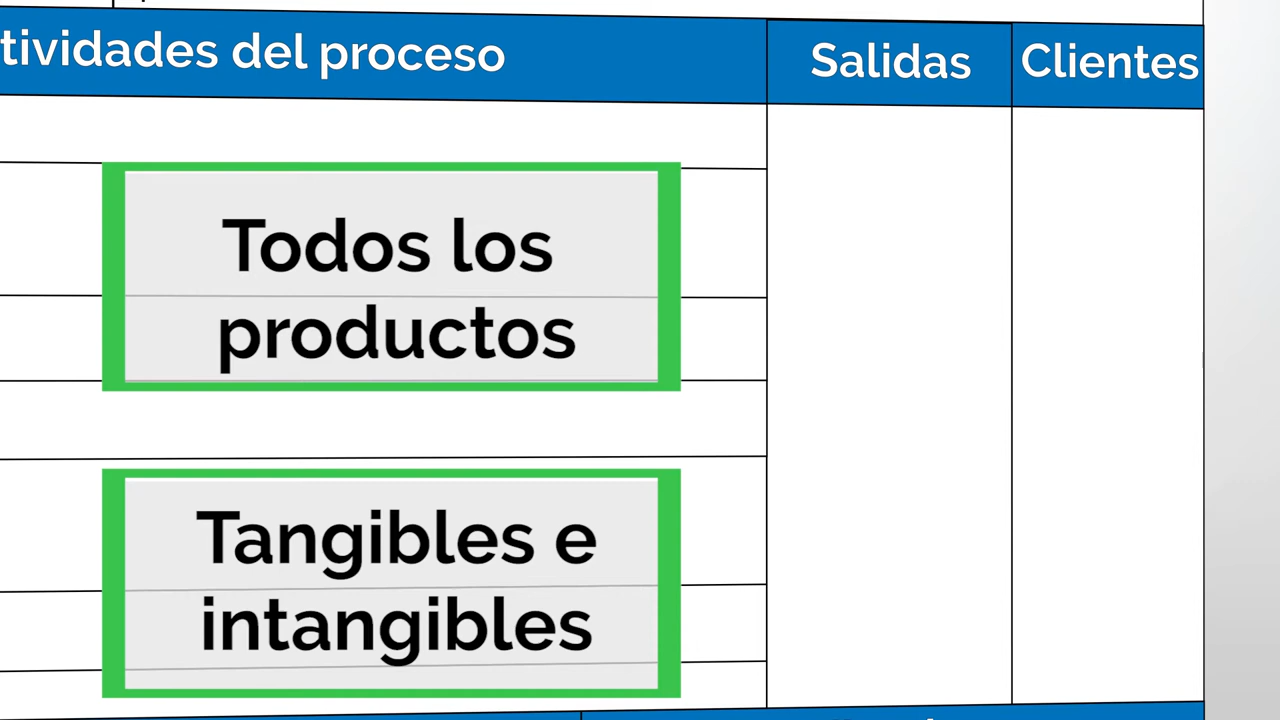 tividades del proceso
Salidas
Clientes
Todos los
productos
Tangibles e
intangibles